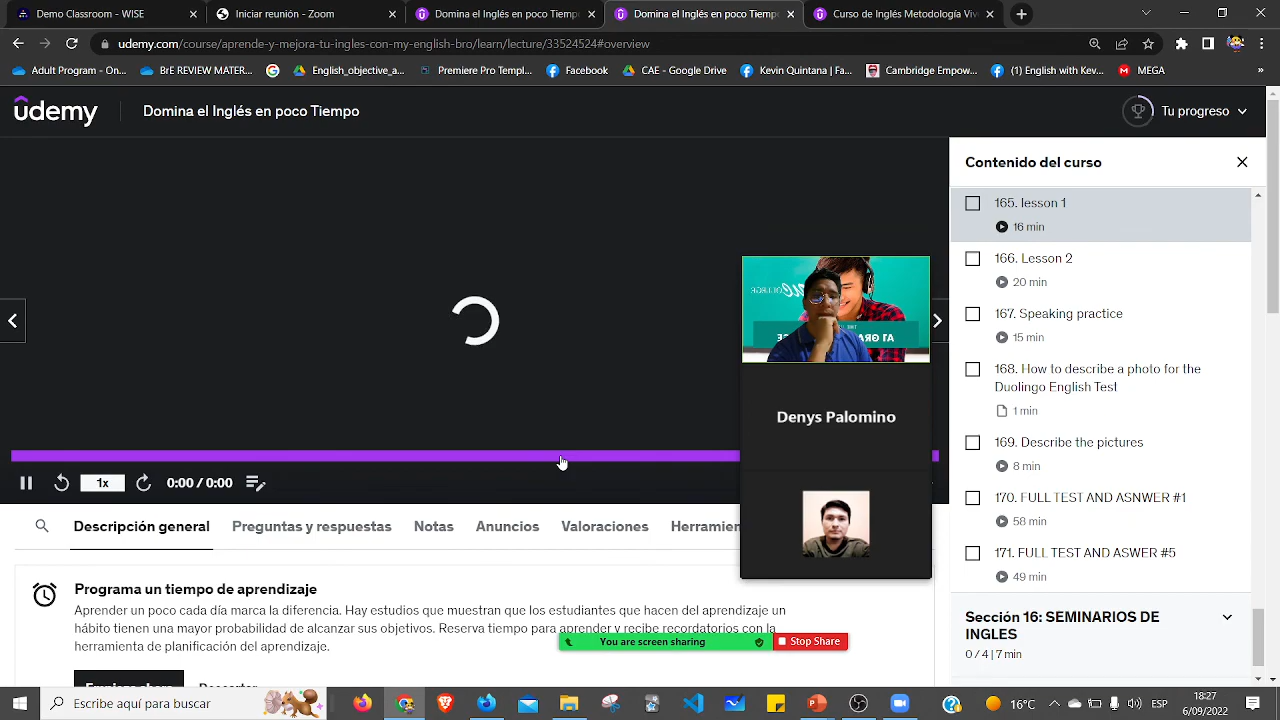 Demo Classroom - WISE
Iniciar reunión - Zoom
Domina el Inglés en poco Tiempo
Domina el Inglés en poco Tiempo
Curso de Inglés Metodología Viv
udemy.com/course/aprende-y-mejora-tu-ingles-con-my-english-bro/learn/lecture/33524524#overview
Adult Program – On...
BrE REVIEW MATER...
English_objective_a...
Premiere Pro Templ...
Facebook
CAE - Google Drive
Kevin Quintana | Fa...
Cambridge Empow...
(1) English with Kev...
MEGA
»
ûdemy
Domina el Inglés en poco Tiempo
Tu progreso
Contenido del curso
165. lesson 1
16 min
166. Lesson 2
20 min
167. Speaking practice
15 min
168. How to describe a photo for the
Duolingo English Test
1 min
169. Describe the pictures
8 min
170. FULL TEST AND ASNWER #1
58 min
171. FULL TEST AND ASWER #5
49 min
Sección 16: SEMINARIOS DE
INGLES
0 / 4 | 7 min
Denys Palomino
1x
0:00 / 0:00
Descripción general
Preguntas y respuestas
Notas
Anuncios
Valoraciones
Herramien
Programa un tiempo de aprendizaje
Aprender un poco cada día marca la diferencia. Hay estudios que muestran que los estudiantes que hacen del aprendizaje un
hábito tienen una mayor probabilidad de alcanzar sus objetivos. Reserva tiempo para aprender y recibe recordatorios con la
herramienta de planificación del aprendizaje.
You are screen sharing
Stop Share
Escribe aquí para buscar
16°C
ESP
18:27
6/09/2022